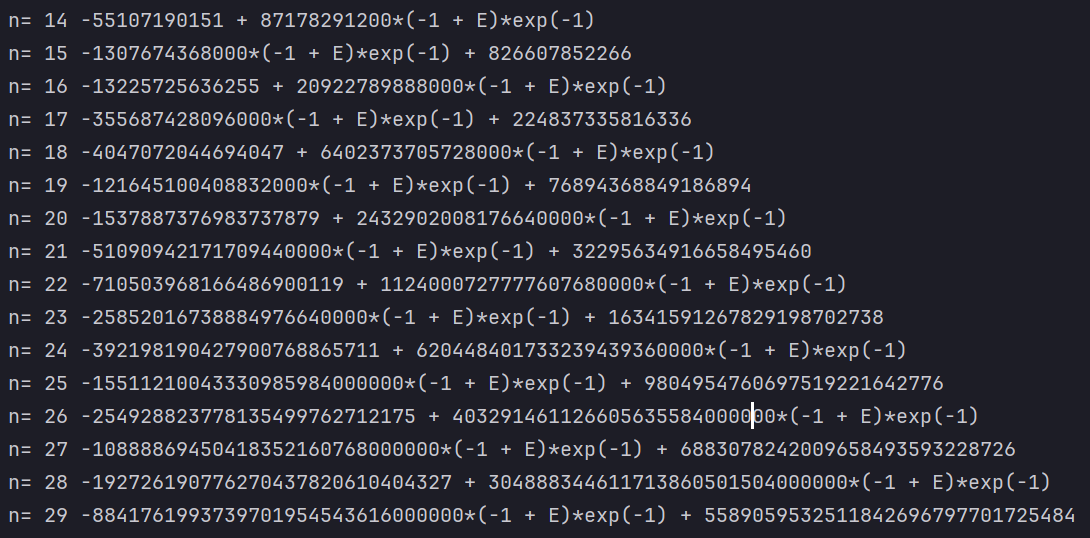 n= 14 -55107190151 + 87178291200*(-1 + E)*exp(-1)
n= 15 -1307674368000*(-1 + E)*exp(-1) + 826607852266
n= 16 -13225725636255 + 20922789888000*(-1 + E)*exp(-1)
n= 17 -355687428096000*(-1 + E)*exp(-1) + 224837335816336
n= 18 -4047072044694047 + 6402373705728000*(-1 + E)*exp(-1)
n= 19 -121645100408832000*(-1 + E)*exp(-1) + 76894368849186894
n= 20 -1537887376983737879 + 2432902008176640000*(-1 + E)*exp(-1)
n= 21 -51090942171709440000*(-1 + E)*exp(-1) + 32295634916658495460
n= 22 -710503968166486900119 + 1124000727777607680000*(-1 + E)*exp(-1)
n= 23 -25852016738884976640000*(-1 + E)*exp(-1) + 16341591267829198702738
n= 24 -392198190427900768865711 + 620448401733239439360000*(-1 + E)*exp(-1)
n= 25 -15511210043330985984000000*(-1 + E)*exp(-1) + 9804954760697519221642776
n= 26 -254928823778135499762712175 + 403291461126605635584000000*(-1 + E)*exp(-1)
n= 27 -10888869450418352160768000000*(-1 + E)*exp(-1) + 6883078242009658493593228726
n= 28 -192726190776270437820610404327 + 304888344611713860501504000000*(-1 + E)*exp(-1)
n= 29 -8841761993739701954543616000000*(-1 + E)*exp(-1) + 5589059532511842696797701725484